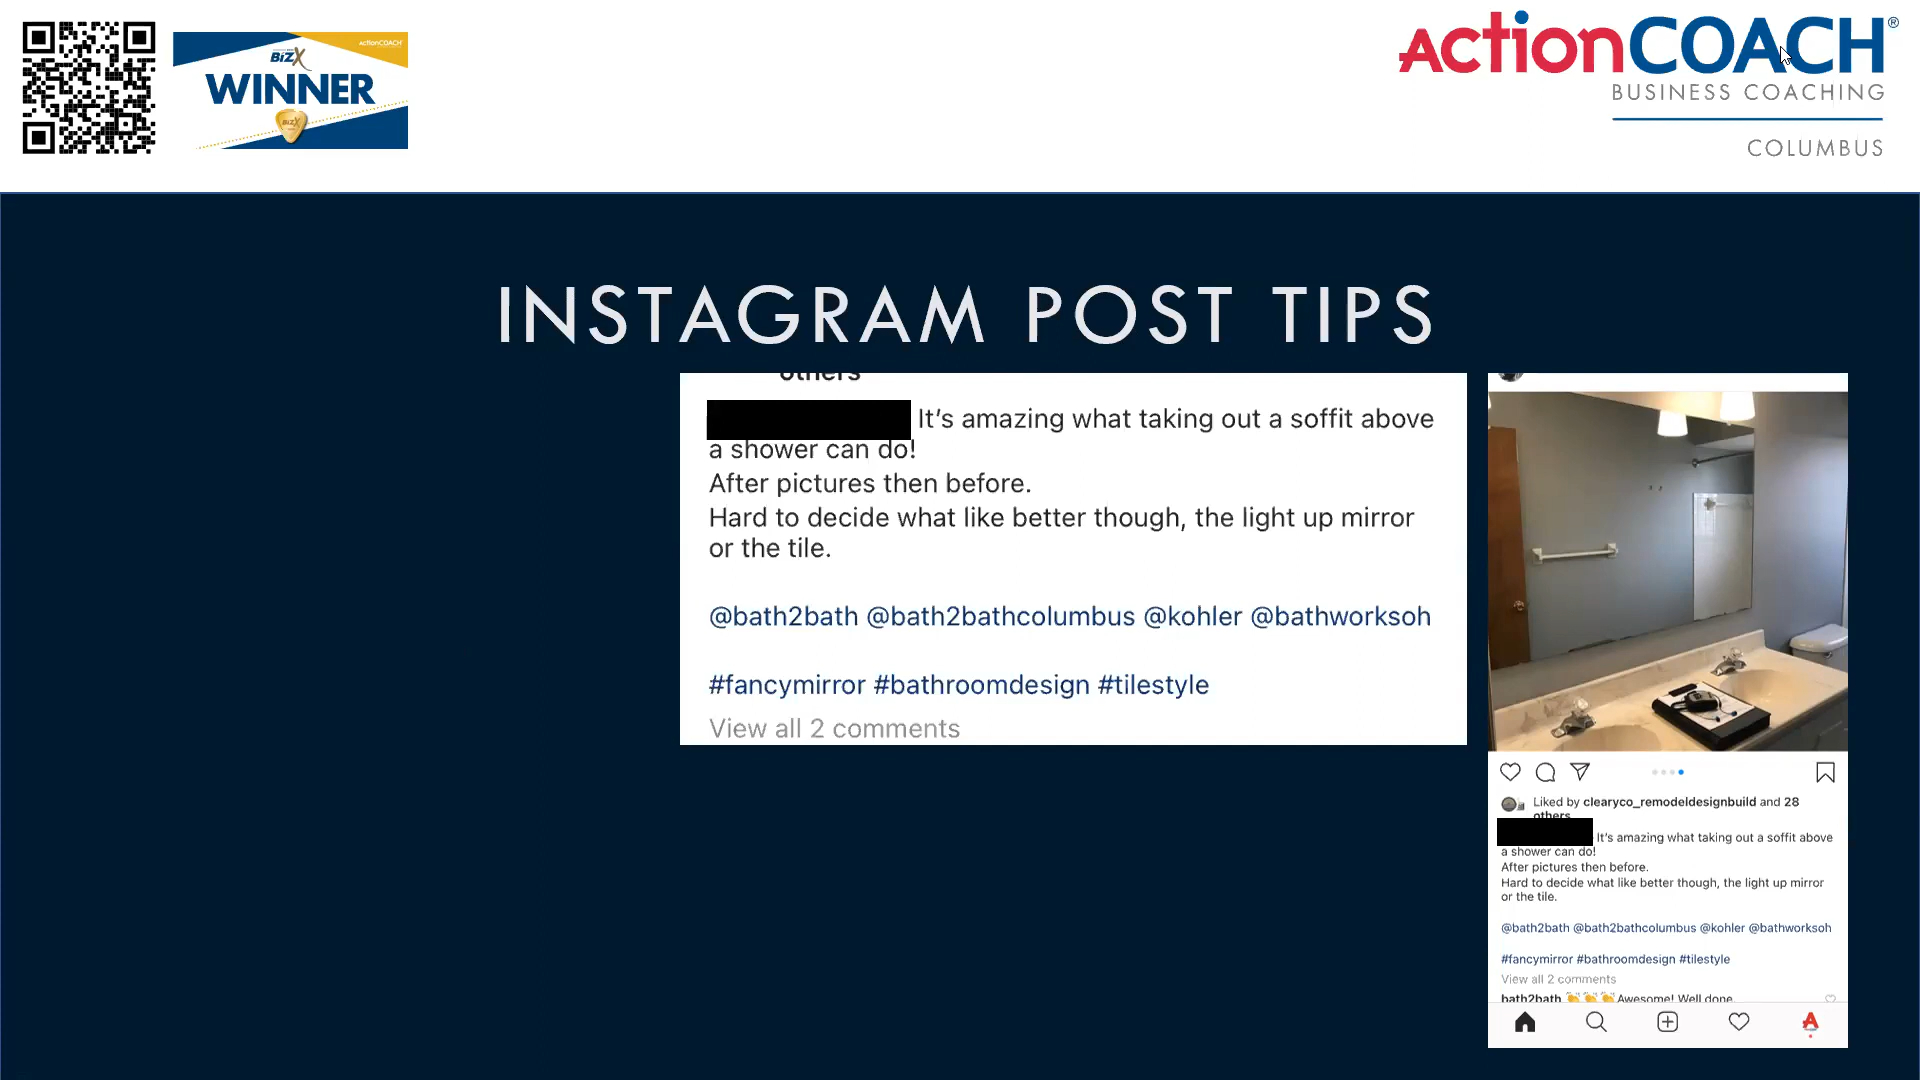 actionCOACH
BizX
WINNER
BizX
ActionCOACH®
BUSINESS COACHING
COLUMBUS
INSTAGRAM POST TIPS
others
It's amazing what taking out a soffit above
a shower can do!
After pictures then before.
Hard to decide what like better though, the light up mirror
or the tile.
@bath2bath @bath2bathcolumbus @kohler @bathworksoh
#fancymirror #bathroomdesign #tilestyle
View all 2 comments
Liked by clearyco_remodeldesignbuild and 28
others
It's amazing what taking out a soffit above
a shower can do!
After pictures then before.
Hard to decide what like better though, the light up mirror
or the tile.
@bath2bath @bath2bathcolumbus @kohler @bathworksoh
#fancymirror #bathroomdesign #tilestyle
View all 2 comments
bath2bath 👏👏👏 Awesome! Well done